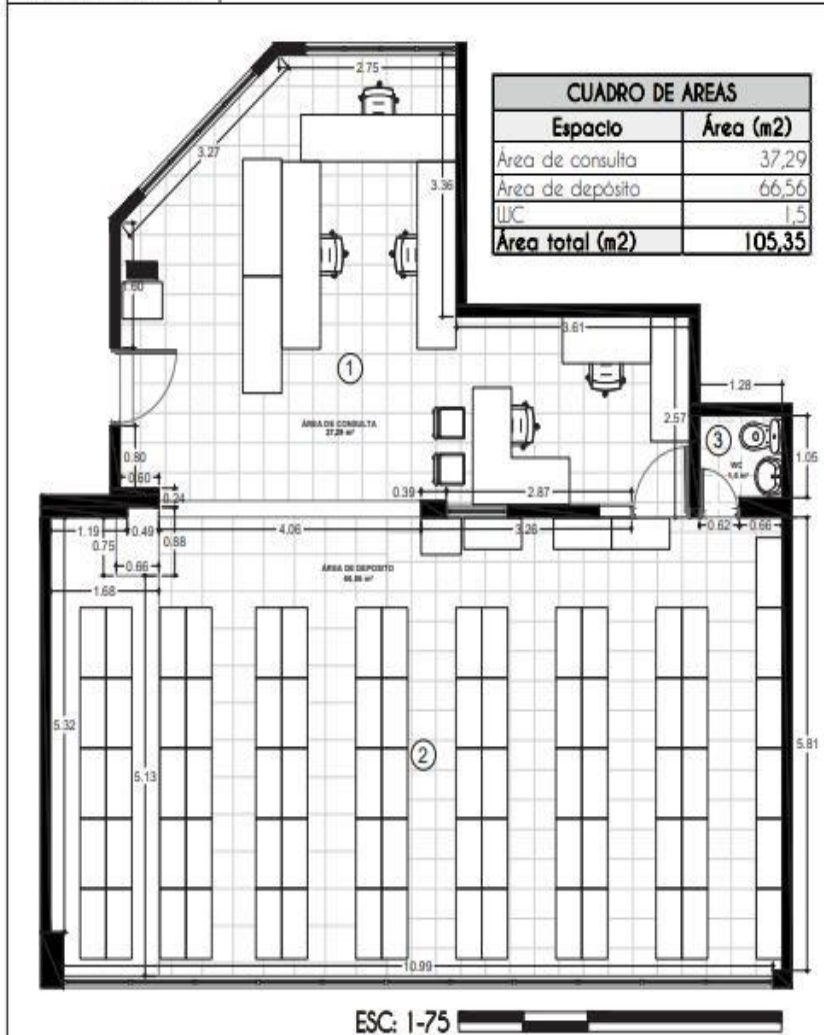 CUADRO DE AREAS
Espacio Área (m2)
Área de consulta 37,29
Area de depósito 66,56
WC 1,5
Área total (m2) 105,35
2.75
3.27
3.36
1.60
3.61
1
1.28
ÁREA DE CONSULTA
37,29 m²
2.57
3
WC
1.05
0.80
0.60
0.24
0.39
2.87
1.19
0.49
4.06
3.26
0.62
0.66
0.75
0.88
0.66
ÁREA DE DEPOSITO
1.68
5.32
5.13
2
5.81
10.99
ESC: 1-75